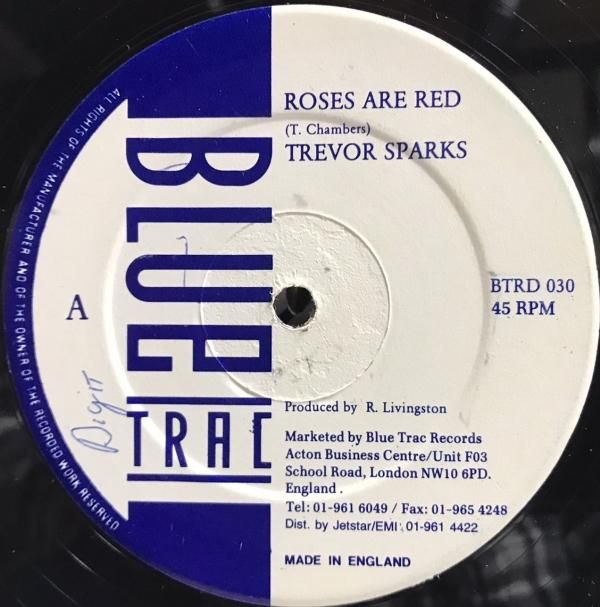 ROSES ARE RED
(T. Chambers)
TREVOR SPARKS
BLUE
TRAC
A
BTRD 030
45 RPM
Digit
Produced by R. Livingston
Marketed by Blue Trac Records
Acton Business Centre/Unit F03
School Road, London NW10 6PD.
England .
Tel: 01-961 6049 / Fax: 01-965 4248
Dist. by Jetstar/EMI 01-961 4422
MADE IN ENGLAND
ALL RIGHTS OF THE MANUFACTURER AND OF THE OWNER OF THE RECORDED WORK RESERVED